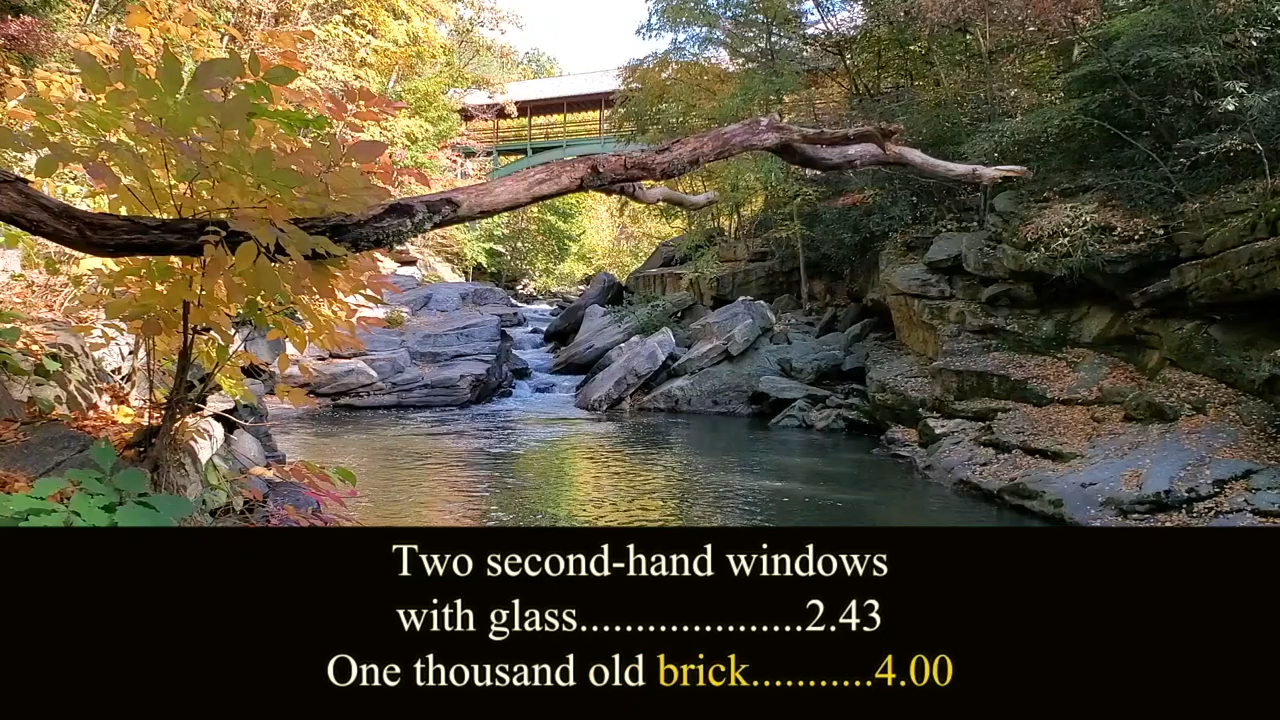 Two second-hand windows
with glass....................2.43
One thousand old brick...........4.00